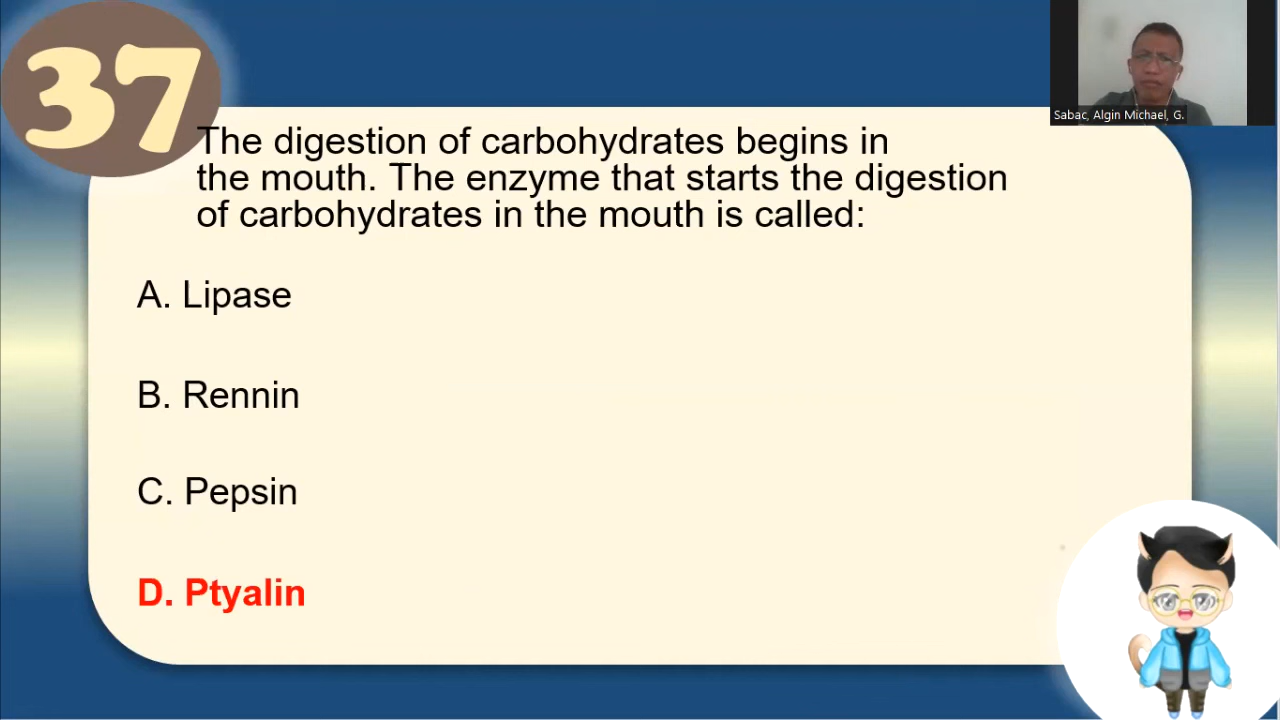 37
Sabac, Algin Michael, G.
The digestion of carbohydrates begins in
the mouth. The enzyme that starts the digestion
of carbohydrates in the mouth is called:
A. Lipase
B. Rennin
C. Pepsin
D. Ptyalin